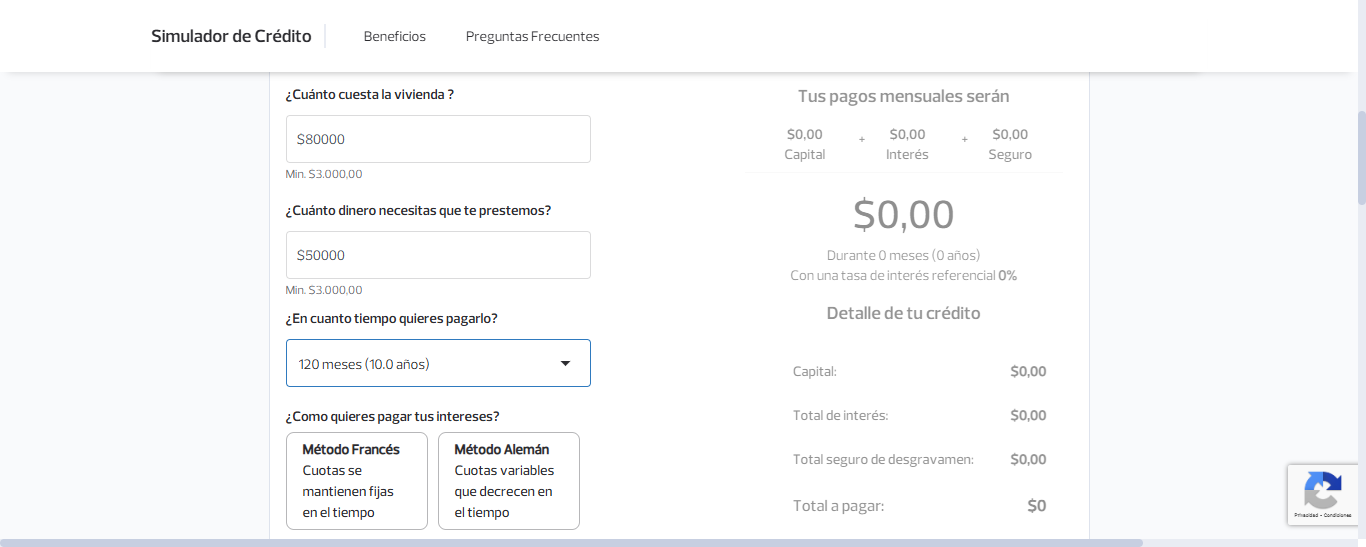 Simulador de Crédito
Beneficios
Preguntas Frecuentes
¿Cuánto cuesta la vivienda ?
$80000
Min. $3.000,00
¿Cuánto dinero necesitas que te prestemos?
$50000
Min. $3.000,00
¿En cuanto tiempo quieres pagarlo?
120 meses (10.0 años)
¿Como quieres pagar tus intereses?
Método Francés
Cuotas se
mantienen fijas
en el tiempo
Método Alemán
Cuotas variables
que decrecen en
el tiempo
Tus pagos mensuales serán
$0,00 + $0,00 + $0,00
Capital Interés Seguro
$0,00
Durante 0 meses (0 años)
Con una tasa de interés referencial 0%
Detalle de tu crédito
Capital: $0,00
Total de interés: $0,00
Total seguro de desgravamen: $0,00
Total a pagar: $0
Privacidad - Condiciones